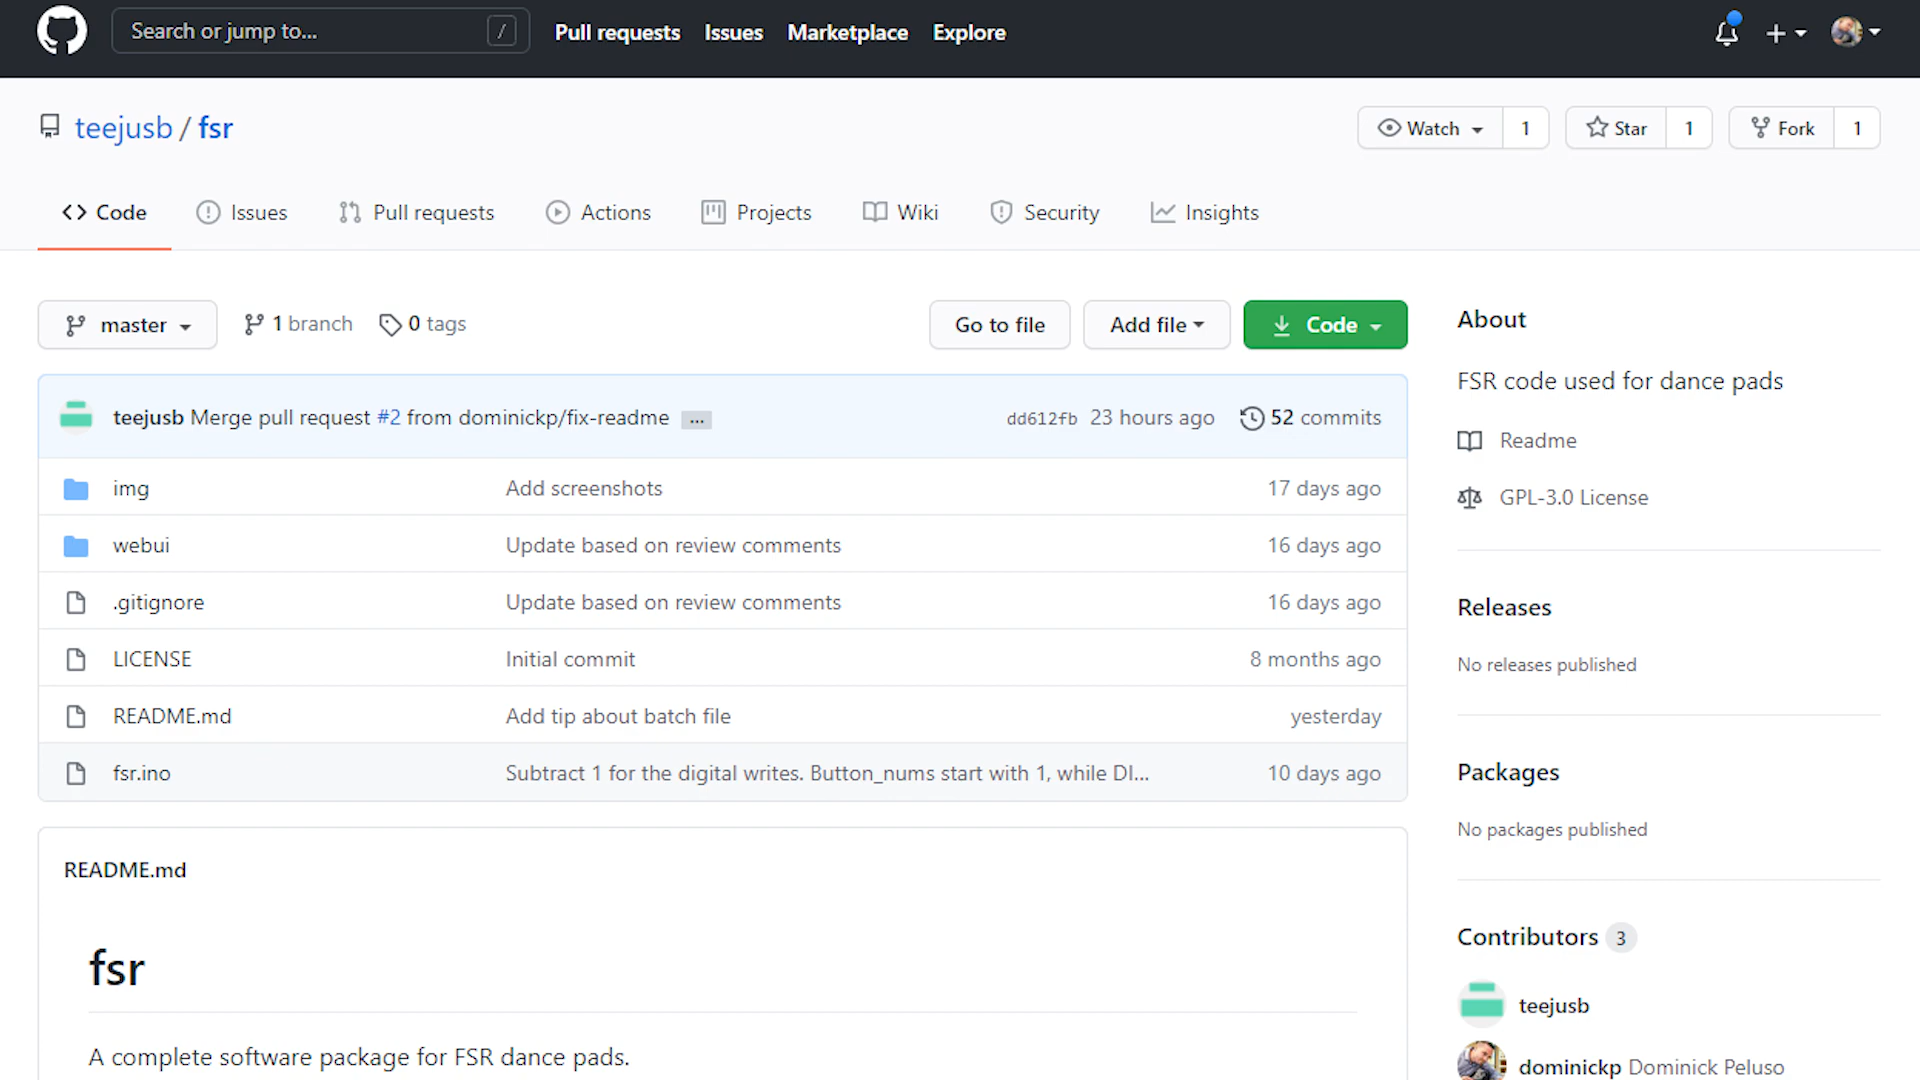 Search or jump to... /
Pull requests Issues Marketplace Explore
teejusb / fsr
Watch 1 Star 1 Fork 1
Code Issues Pull requests Actions Projects Wiki Security Insights
master 1 branch 0 tags Go to file Add file Code
teejusb Merge pull request #2 from dominickp/fix-readme ... dd612fb 23 hours ago 52 commits
img Add screenshots 17 days ago
webui Update based on review comments 16 days ago
.gitignore Update based on review comments 16 days ago
LICENSE Initial commit 8 months ago
README.md Add tip about batch file yesterday
fsr.ino Subtract 1 for the digital writes. Button_nums start with 1, while DI... 10 days ago
README.md
fsr
A complete software package for FSR dance pads.
About
FSR code used for dance pads
Readme
GPL-3.0 License
Releases
No releases published
Packages
No packages published
Contributors 3
teejusb
dominickp Dominick Peluso